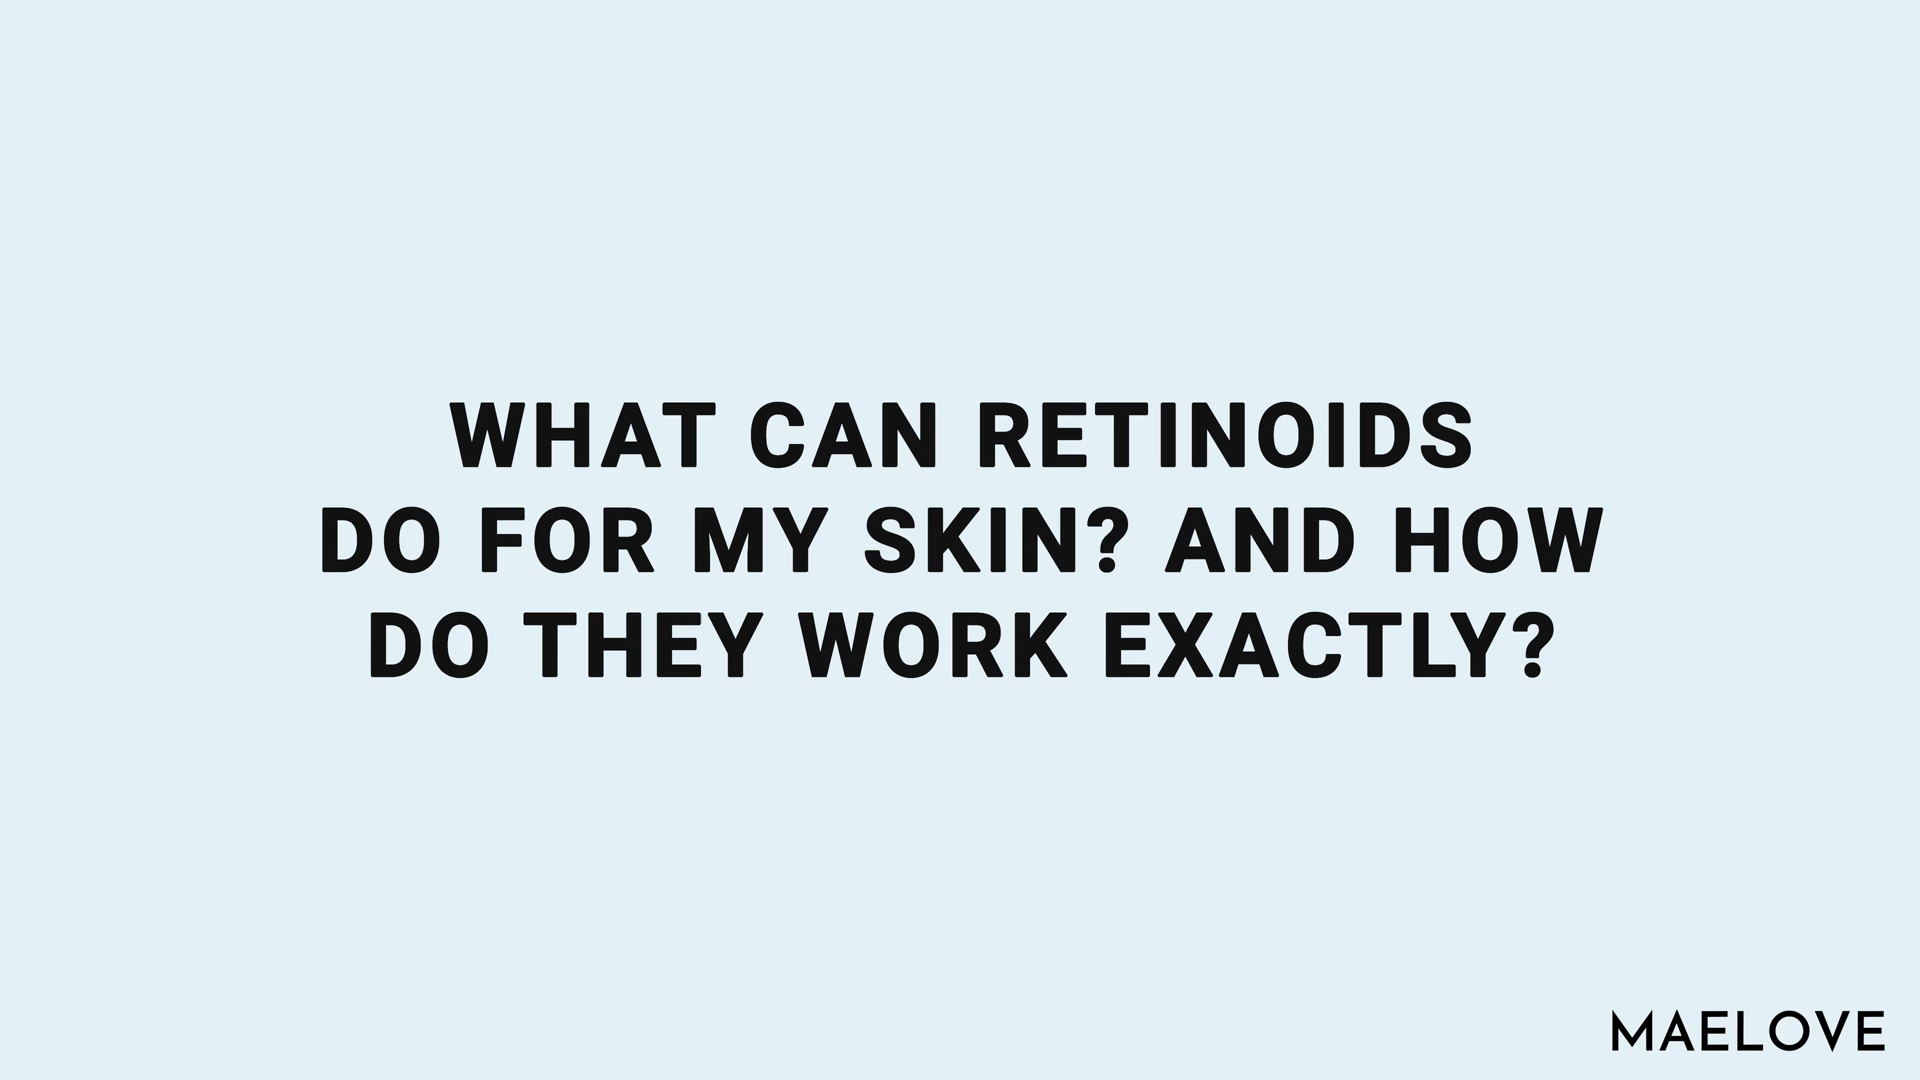 WHAT CAN RETINOIDS
DO FOR MY SKIN? AND HOW
DO THEY WORK EXACTLY?
MAELOVE